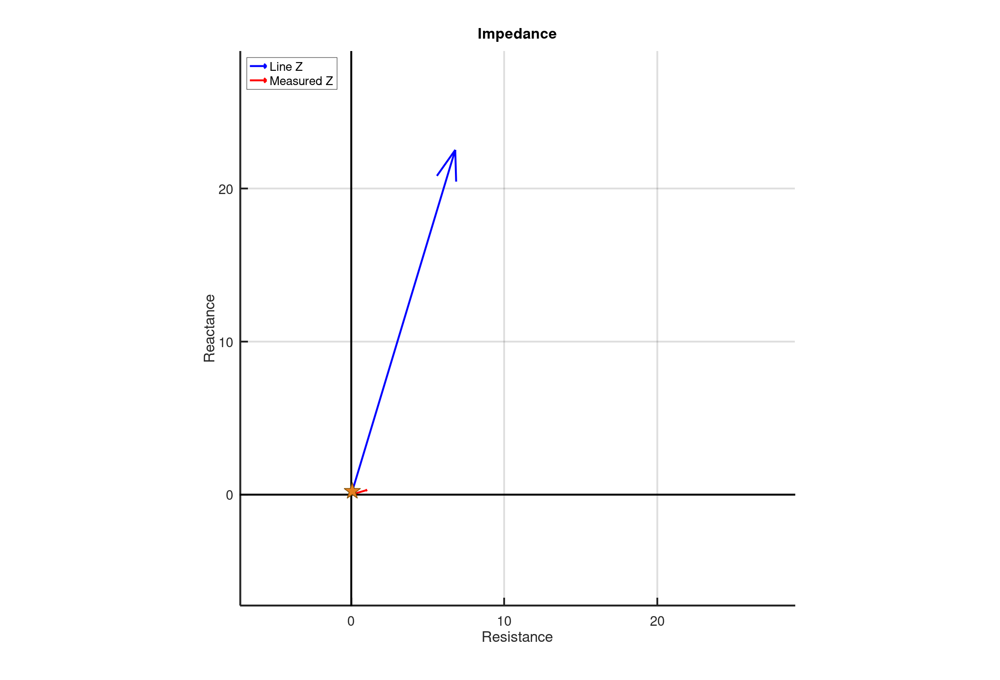 Impedance
Line Z
Measured Z
20
10
0
Reactance
0 10 20
Resistance